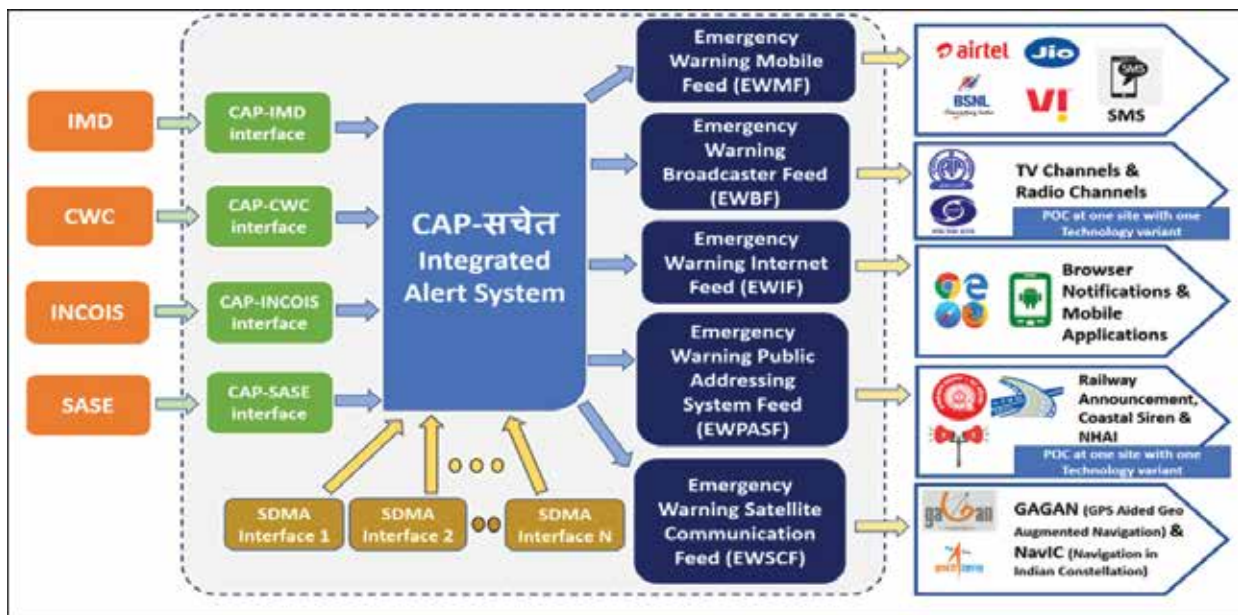 IMD
CWC
INCOIS
SASE
CAP-IMD
interface
CAP-CWC
interface
CAP-INCOIS
interface
CAP-SASE
interface
CAP-सचेत
Integrated
Alert System
SDMA
Interface 1
SDMA
Interface 2
SDMA
Interface N
Emergency
Warning Mobile
Feed (EWMF)
Emergency
Warning
Broadcaster Feed
(EWBF)
Emergency
Warning Internet
Feed (EWIF)
Emergency
Warning Public
Addressing
System Feed
(EWPASF)
Emergency
Warning Satellite
Communication
Feed (EWSCF)
airtel
Jio
BSNL
VI
SMS
SMS
TV Channels &
Radio Channels
POC at one site with one
Technology variant
Browser
Notifications &
Mobile
Applications
Railway
Announcement,
Coastal Siren &
NHAI
POC at one site with one
Technology variant
GAGAN (GPS Aided Geo
Augmented Navigation) &
NavIC (Navigation in
Indian Constellation)